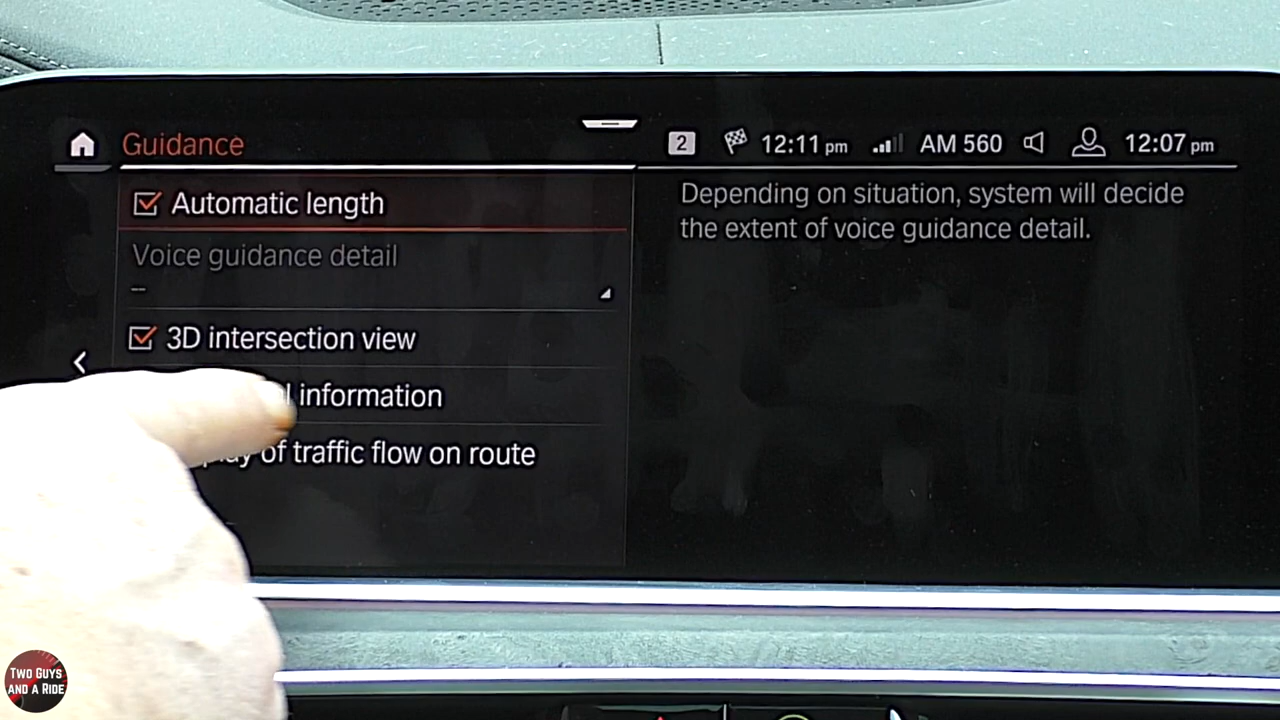 Guidance
2
12:11 pm
AM 560
12:07 pm
Automatic length
Voice guidance detail
--
3D intersection view
information
of traffic flow on route
Depending on situation, system will decide
the extent of voice guidance detail.
TWO GUYS
AND A RIDE